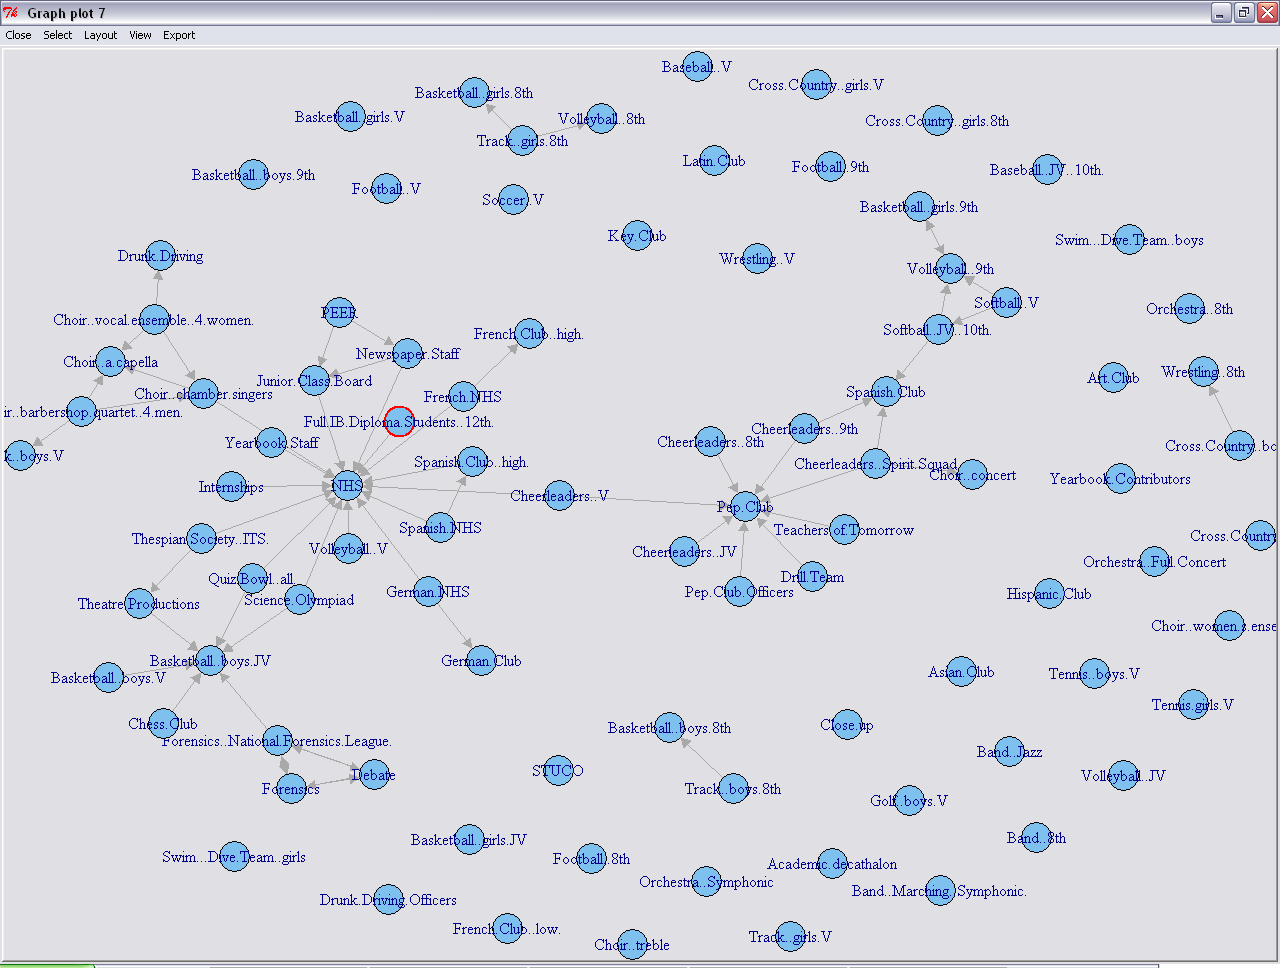 Graph plot 7
Close Select Layout View Export
Baseball..V
Cross.Country..girls.V
Basketball..girls.8th
Basketball..girls.V
Volleyball..8th
Cross.Country..girls.8th
Track..girls.8th
Latin.Club
Football..9th
Baseball..JV..10th.
Basketball..boys.9th
Football..V
Soccer..V
Basketball..girls.9th
Key.Club
Swim...Dive.Team..boys
Drunk.Driving
Wrestling..V
Volleyball..9th
Softball..V
Orchestra..8th
PEER
Choir..vocal.ensemble..4.women.
French.Club..high.
Softball..JV..10th.
Newspaper.Staff
Choir..a.capella
Junior.Class.Board
Art.Club
Wrestling..8th
Choir..chamber.singers
French.NHS
Spanish.Club
ir..barbershop.quartet..4.men.
Full.IB.Diploma.Students..12th.
Cheerleaders..9th
Yearbook.Staff
Cheerleaders..8th
Cross.Country..bo
k..boys.V
Spanish.Club..high.
Cheerleaders..Spirit.Squad
Choir..concert
Yearbook.Contributors
Internships
NHS
Cheerleaders..V
Pep.Club
Spanish.NHS
Teachers.of.Tomorrow
Cross.Country
Thespian.Society..ITS.
Volleyball..V
Cheerleaders..JV
Orchestra..Full.Concert
Quiz.Bowl..all.
Drill.Team
German.NHS
Pep.Club.Officers
Hispanic.Club
Science.Olympiad
Theatre.Productions
Choir..women.s.ense
Basketball..boys.JV
German.Club
Asian.Club
Tennis..boys.V
Basketball..boys.V
Tennis.girls.V
Chess.Club
Basketball..boys.8th
Close.up
Forensics..National.Forensics.League.
Band..Jazz
STUCO
Debate
Volleyball..JV
Forensics
Track..boys.8th
Golf..boys.V
Basketball..girls.JV
Band..8th
Swim...Dive.Team..girls
Football..8th
Academic.decathalon
Orchestra..Symphonic
Band..Marching.Symphonic.
Drunk.Driving.Officers
French.Club..low.
Track..girls.V
Choir..treble